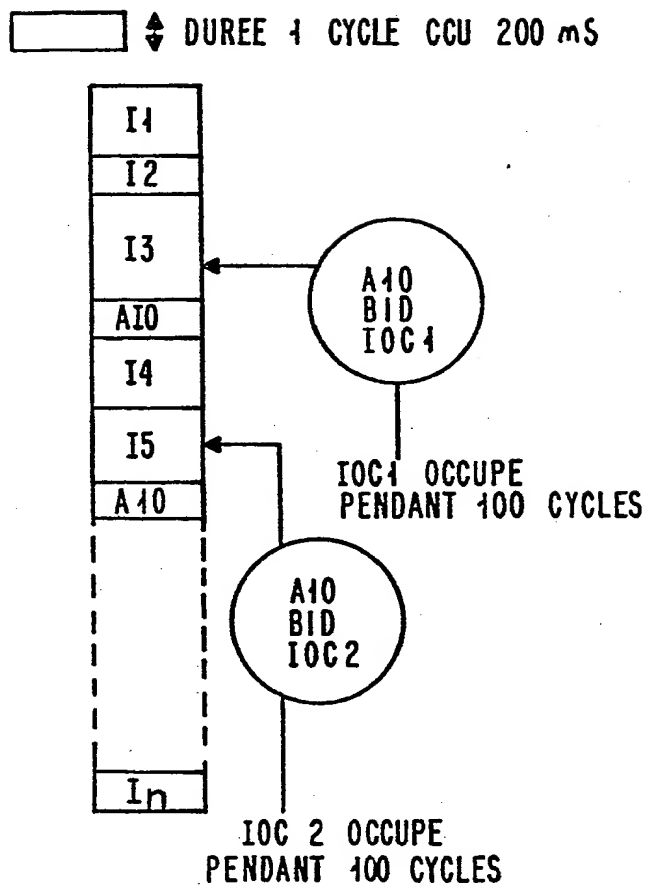 DUREE 1 CYCLE CCU 200 mS
I1
I2
I3
A10
BID
IOC1
AIO
I4
I5
IOC1 OCCUPE
PENDANT 100 CYCLES
A10
A10
BID
IOC2
In
IOC 2 OCCUPE
PENDANT 100 CYCLES